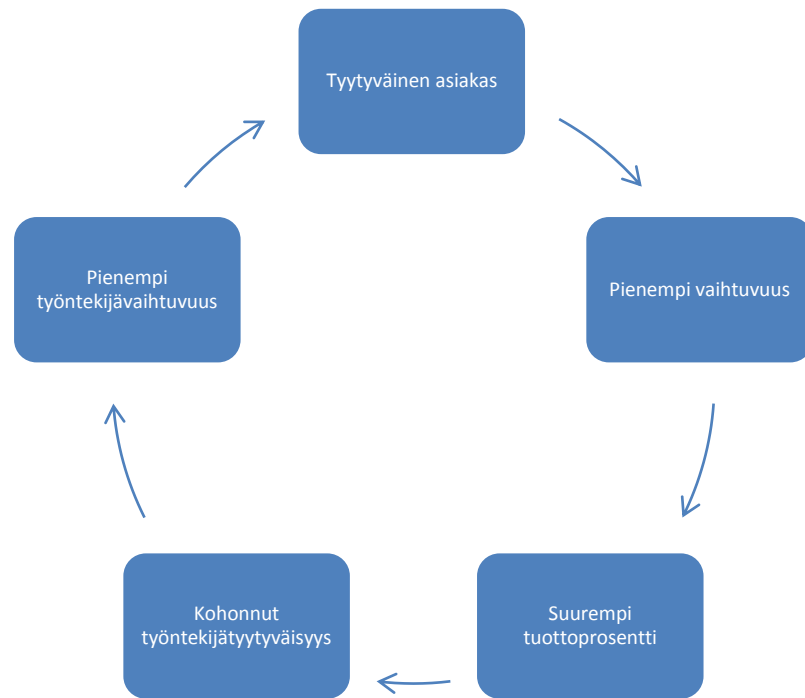 Tyytyväinen asiakas
Pienempi vaihtuvuus
Suurempi
tuottoprosentti
Kohonnut
työntekijätyytyväisyys
Pienempi
työntekijävaihtuvuus